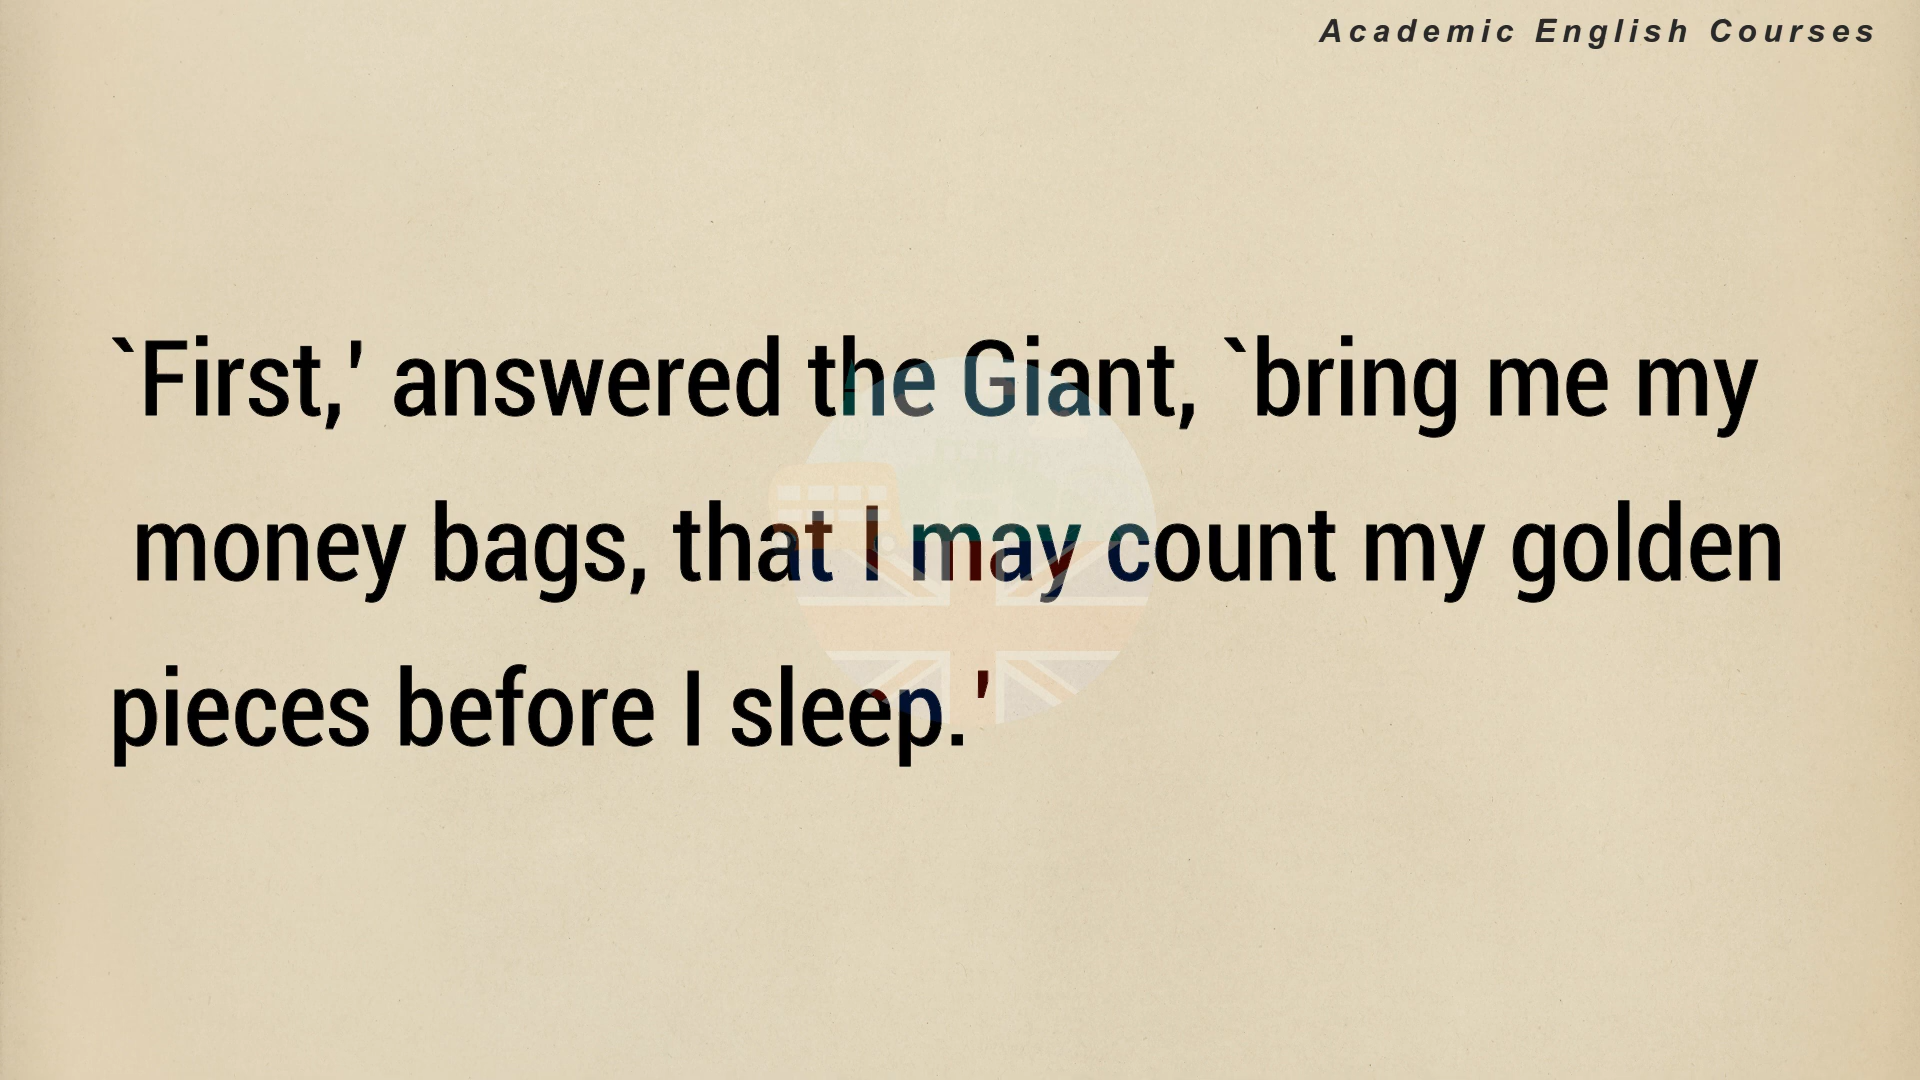 Academic English Courses
`First,' answered the Giant, `bring me my
money bags, that I may count my golden
pieces before I sleep.'